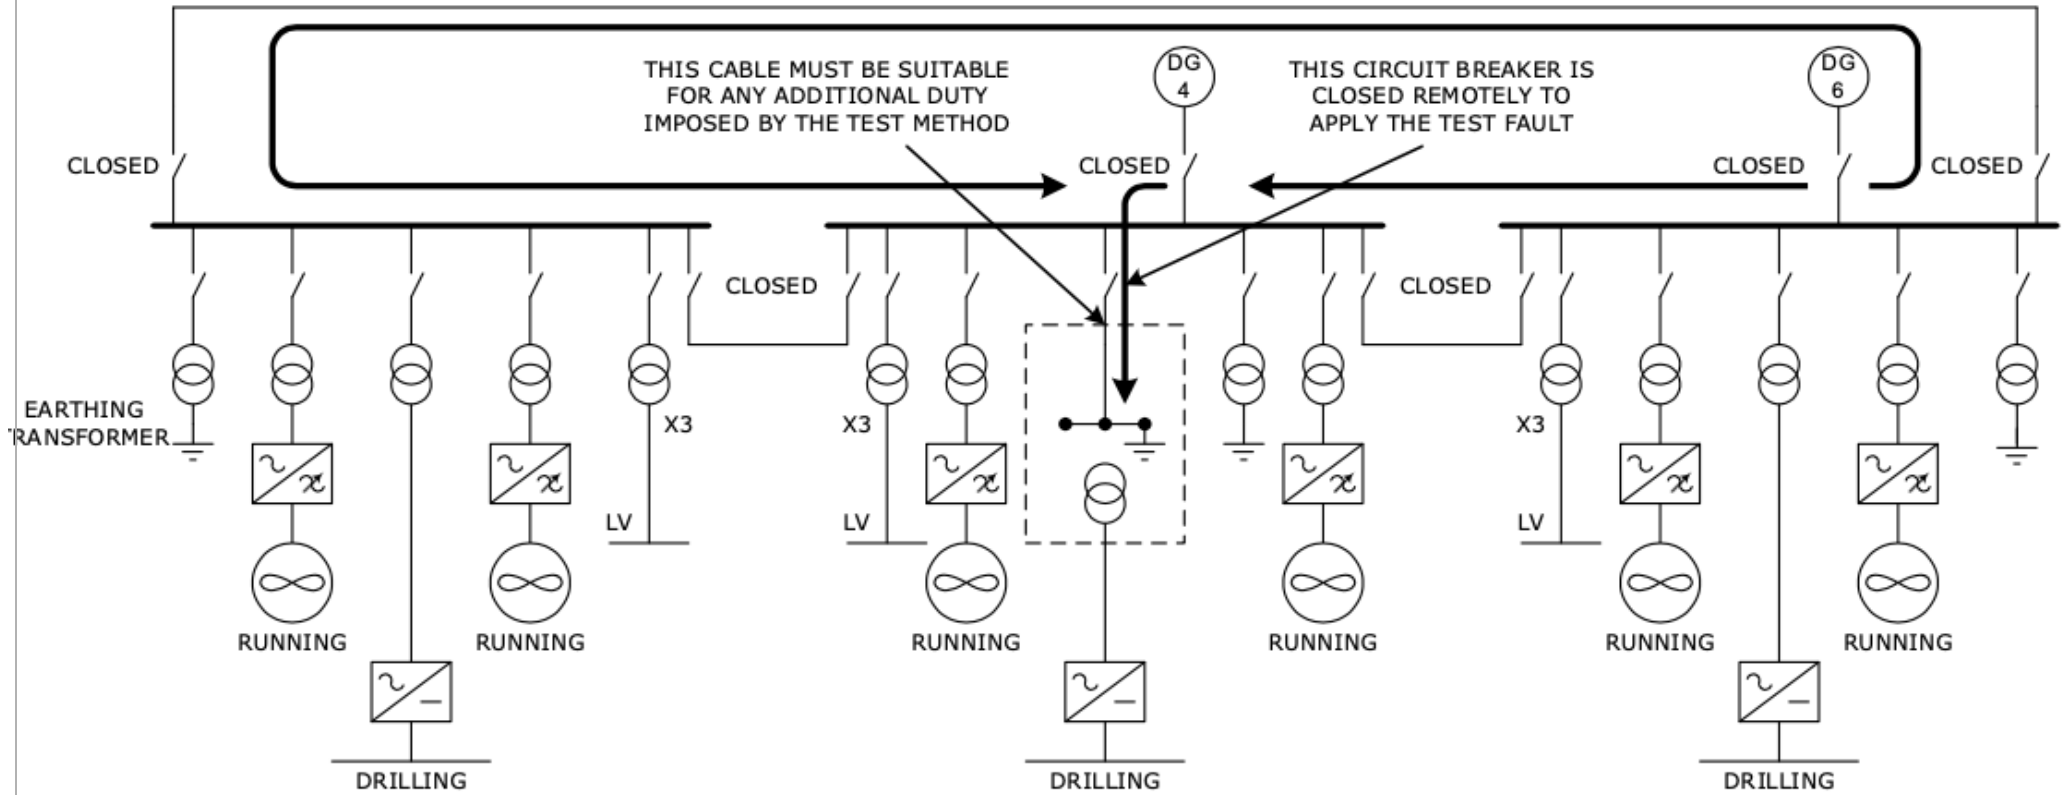 THIS CABLE MUST BE SUITABLE
FOR ANY ADDITIONAL DUTY
IMPOSED BY THE TEST METHOD
DG
4
THIS CIRCUIT BREAKER IS
CLOSED REMOTELY TO
APPLY THE TEST FAULT
DG
6
CLOSED
CLOSED
CLOSED
CLOSED
CLOSED
CLOSED
EARTHING
TRANSFORMER
X3
X3
X3
LV
LV
LV
RUNNING
RUNNING
RUNNING
RUNNING
RUNNING
RUNNING
DRILLING
DRILLING
DRILLING